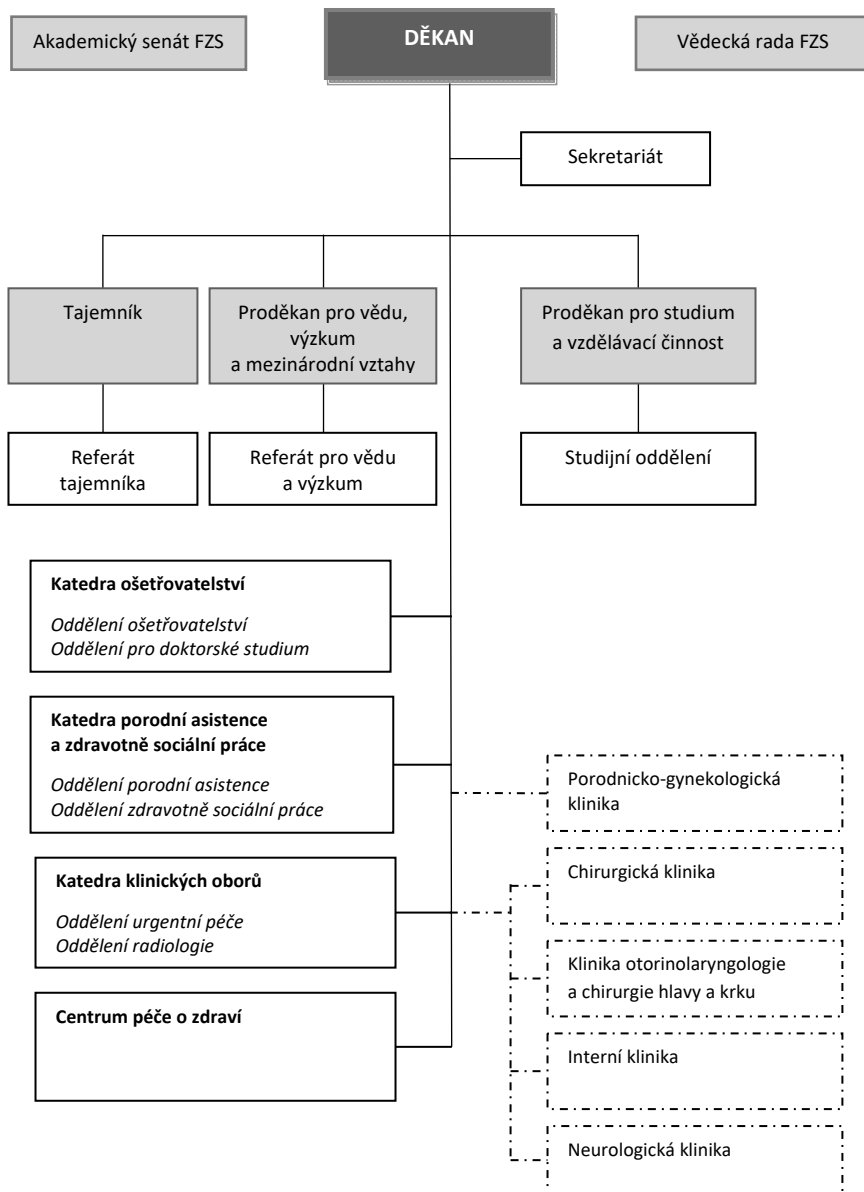 Akademický senát FZS
DĚKAN
Vědecká rada FZS
Sekretariát
Tajemník
Proděkan pro vědu,
výzkum
a mezinárodní vztahy
Proděkan pro studium
a vzdělávací činnost
Referát
tajemníka
Referát pro vědu
a výzkum
Studijní oddělení
Katedra ošetřovatelství
Oddělení ošetřovatelství
Oddělení pro doktorské studium
Katedra porodní asistence
a zdravotně sociální práce
Oddělení porodní asistence
Oddělení zdravotně sociální práce
Porodnicko-gynekologická
klinika
Katedra klinických oborů
Oddělení urgentní péče
Oddělení radiologie
Chirurgická klinika
Klinika otorinolaryngologie
a chirurgie hlavy a krku
Centrum péče o zdraví
Interní klinika
Neurologická klinika